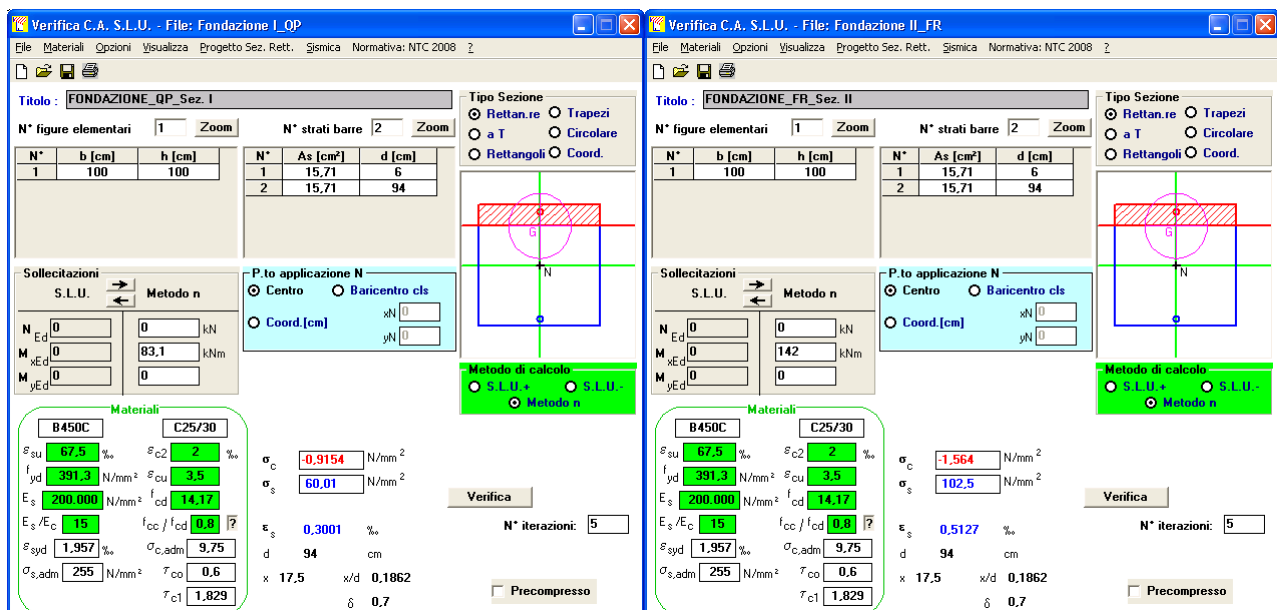 Verifica C.A. S.L.U. - File: Fondazione I_QP
File Materiali Opzioni Visualizza Progetto Sez. Rett. Sismica Normativa: NTC 2008 ?
Titolo : FONDAZIONE_QP_Sez. I
N° figure elementari 1 Zoom N° strati barre 2 Zoom
N° b [cm] h [cm]
1 100 100
N° As [cm²] d [cm]
1 15,71 6
2 15,71 94
Tipo Sezione
Rettan.re Trapezi
a T Circolare
Rettangoli Coord.
G
N
Sollecitazioni
S.L.U. Metodo n
N Ed 0 0 kN
M xEd 0 83,1 kNm
M yEd 0 0
P.to applicazione N
Centro Baricentro cls
Coord.[cm] xN 0
yN 0
Metodo di calcolo
S.L.U.+ S.L.U.-
Metodo n
Materiali
B450C C25/30
εsu 67,5 ‰ εc2 2 ‰
fyd 391,3 N/mm² εcu 3,5
Es 200.000 N/mm² fcd 14,17
Es/Ec 15 fcc / fcd 0,8 ?
εsyd 1,957 ‰ σc,adm 9,75
σs,adm 255 N/mm² τco 0,6
τc1 1,829
σc -0,9154 N/mm²
σs 60,01 N/mm²
εs 0,3001 ‰
d 94 cm
x 17,5 x/d 0,1862
δ 0,7
Verifica
N° iterazioni: 5
Precompresso
Verifica C.A. S.L.U. - File: Fondazione II_FR
File Materiali Opzioni Visualizza Progetto Sez. Rett. Sismica Normativa: NTC 2008 ?
Titolo : FONDAZIONE_FR_Sez. II
N° figure elementari 1 Zoom N° strati barre 2 Zoom
N° b [cm] h [cm]
1 100 100
N° As [cm²] d [cm]
1 15,71 6
2 15,71 94
Tipo Sezione
Rettan.re Trapezi
a T Circolare
Rettangoli Coord.
G
N
Sollecitazioni
S.L.U. Metodo n
N Ed 0 0 kN
M xEd 0 142 kNm
M yEd 0 0
P.to applicazione N
Centro Baricentro cls
Coord.[cm] xN 0
yN 0
Metodo di calcolo
S.L.U.+ S.L.U.-
Metodo n
Materiali
B450C C25/30
εsu 67,5 ‰ εc2 2 ‰
fyd 391,3 N/mm² εcu 3,5
Es 200.000 N/mm² fcd 14,17
Es/Ec 15 fcc / fcd 0,8 ?
εsyd 1,957 ‰ σc,adm 9,75
σs,adm 255 N/mm² τco 0,6
τc1 1,829
σc -1,564 N/mm²
σs 102,5 N/mm²
εs 0,5127 ‰
d 94 cm
x 17,5 x/d 0,1862
δ 0,7
Verifica
N° iterazioni: 5
Precompresso